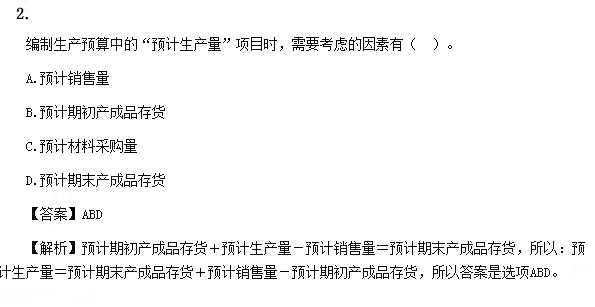 2.
编制生产预算中的“预计生产量”项目时，需要考虑的因素有（　）。
A.预计销售量
B.预计期初产成品存货
C.预计材料采购量
D.预计期末产成品存货
【答案】ABD
【解析】预计期初产成品存货＋预计生产量－预计销售量＝预计期末产成品存货，所以：预
计生产量＝预计期末产成品存货＋预计销售量－预计期初产成品存货，所以答案是选项ABD。